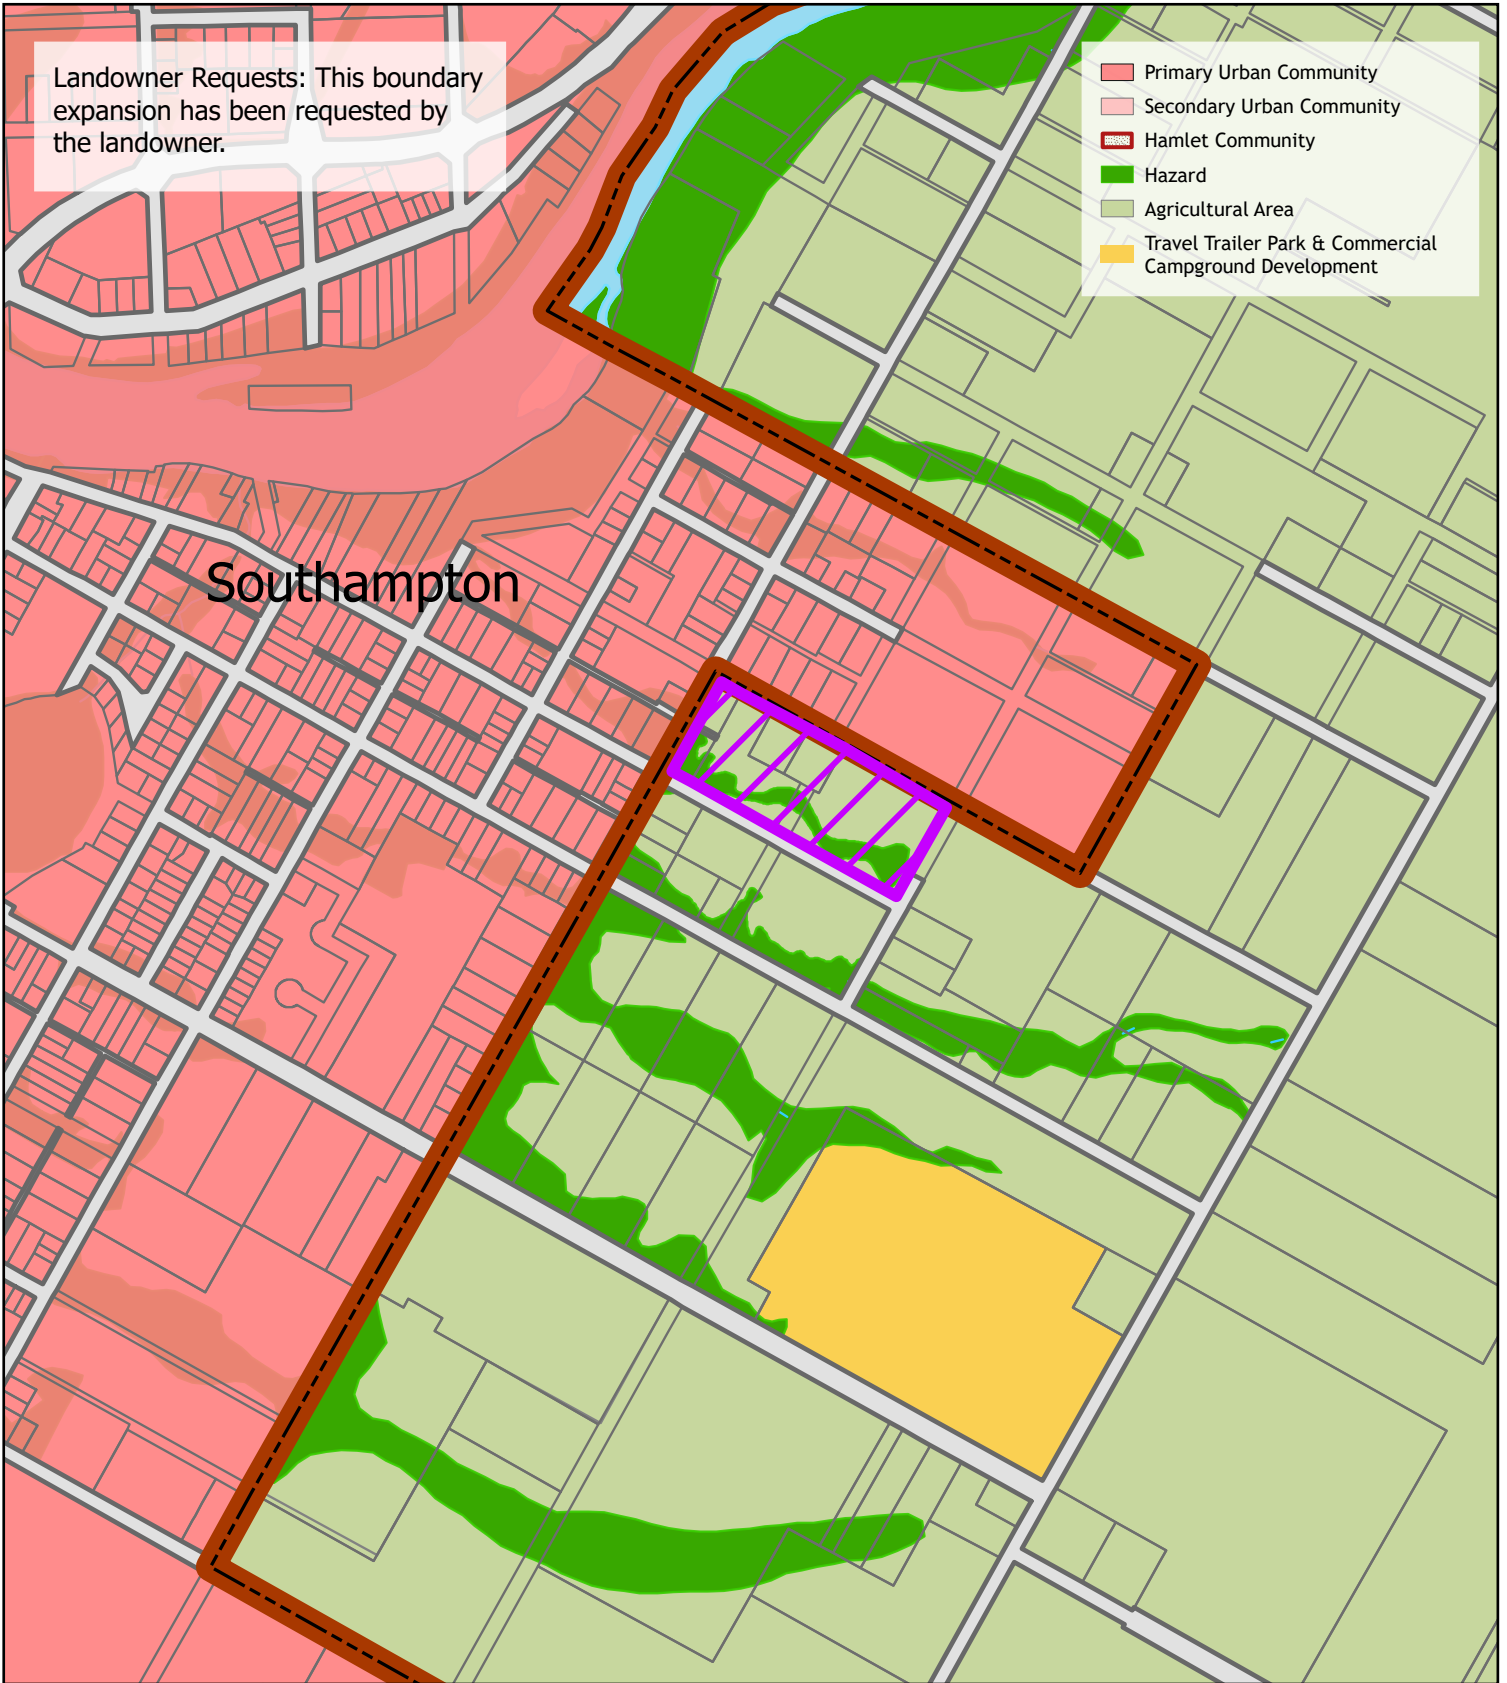 Landowner Requests: This boundary
expansion has been requested by
the landowner.
Primary Urban Community
Secondary Urban Community
Hamlet Community
Hazard
Agricultural Area
Travel Trailer Park & Commercial
Campground Development
Southampton